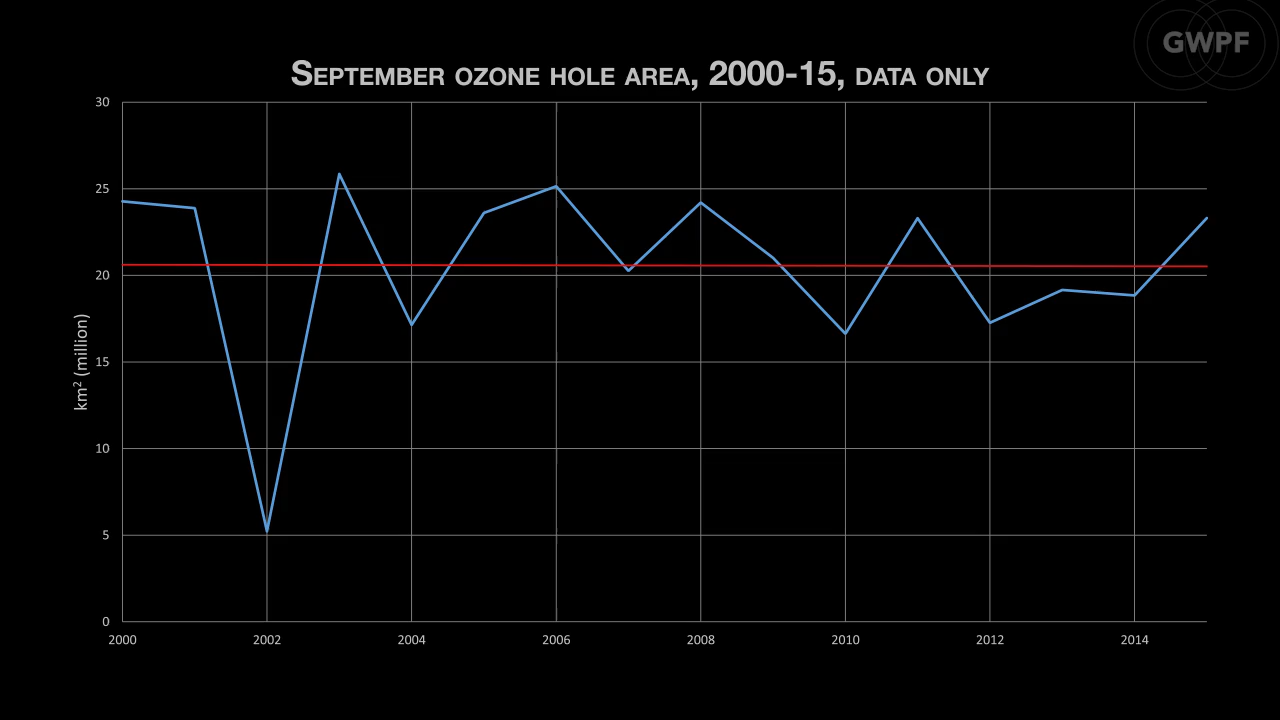 GWPF
September ozone hole area, 2000-15, data only
30
25
20
15
10
5
0
km² (million)
2000 2002 2004 2006 2008 2010 2012 2014